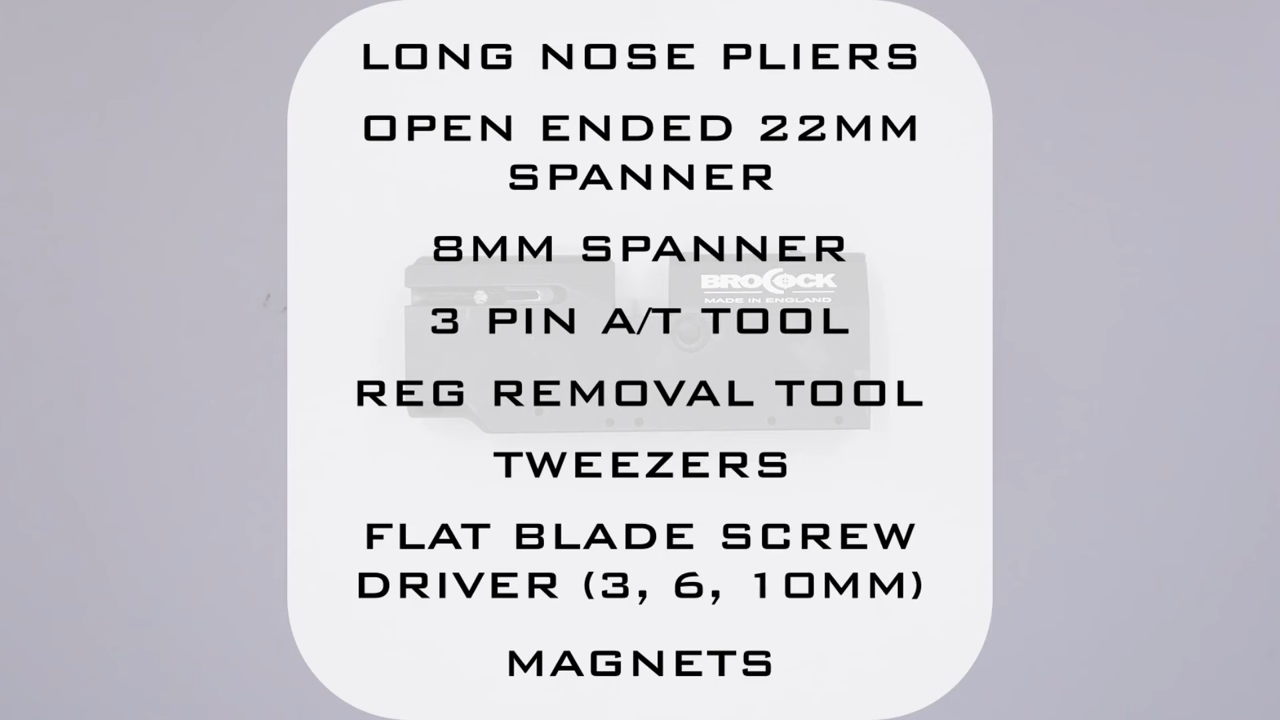 LONG NOSE PLIERS
OPEN ENDED 22MM
SPANNER
8MM SPANNER
BROCOCK
MADE IN ENGLAND
3 PIN A/T TOOL
REG REMOVAL TOOL
TWEEZERS
FLAT BLADE SCREW
DRIVER (3, 6, 10MM)
MAGNETS